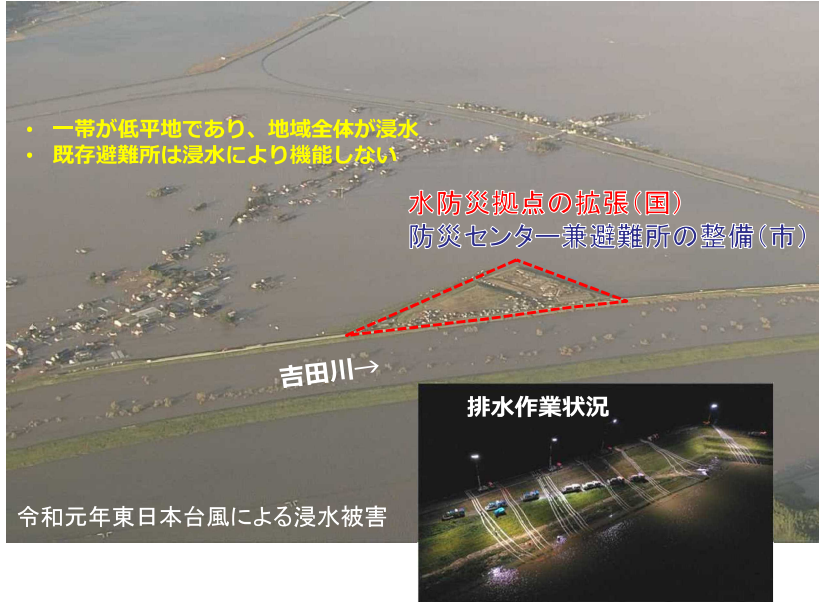 ・ 一帯が低平地であり、地域全体が浸水
・ 既存避難所は浸水により機能しない
水防災拠点の拡張（国）
防災センター兼避難所の整備（市）
吉田川→
排水作業状況
令和元年東日本台風による浸水被害